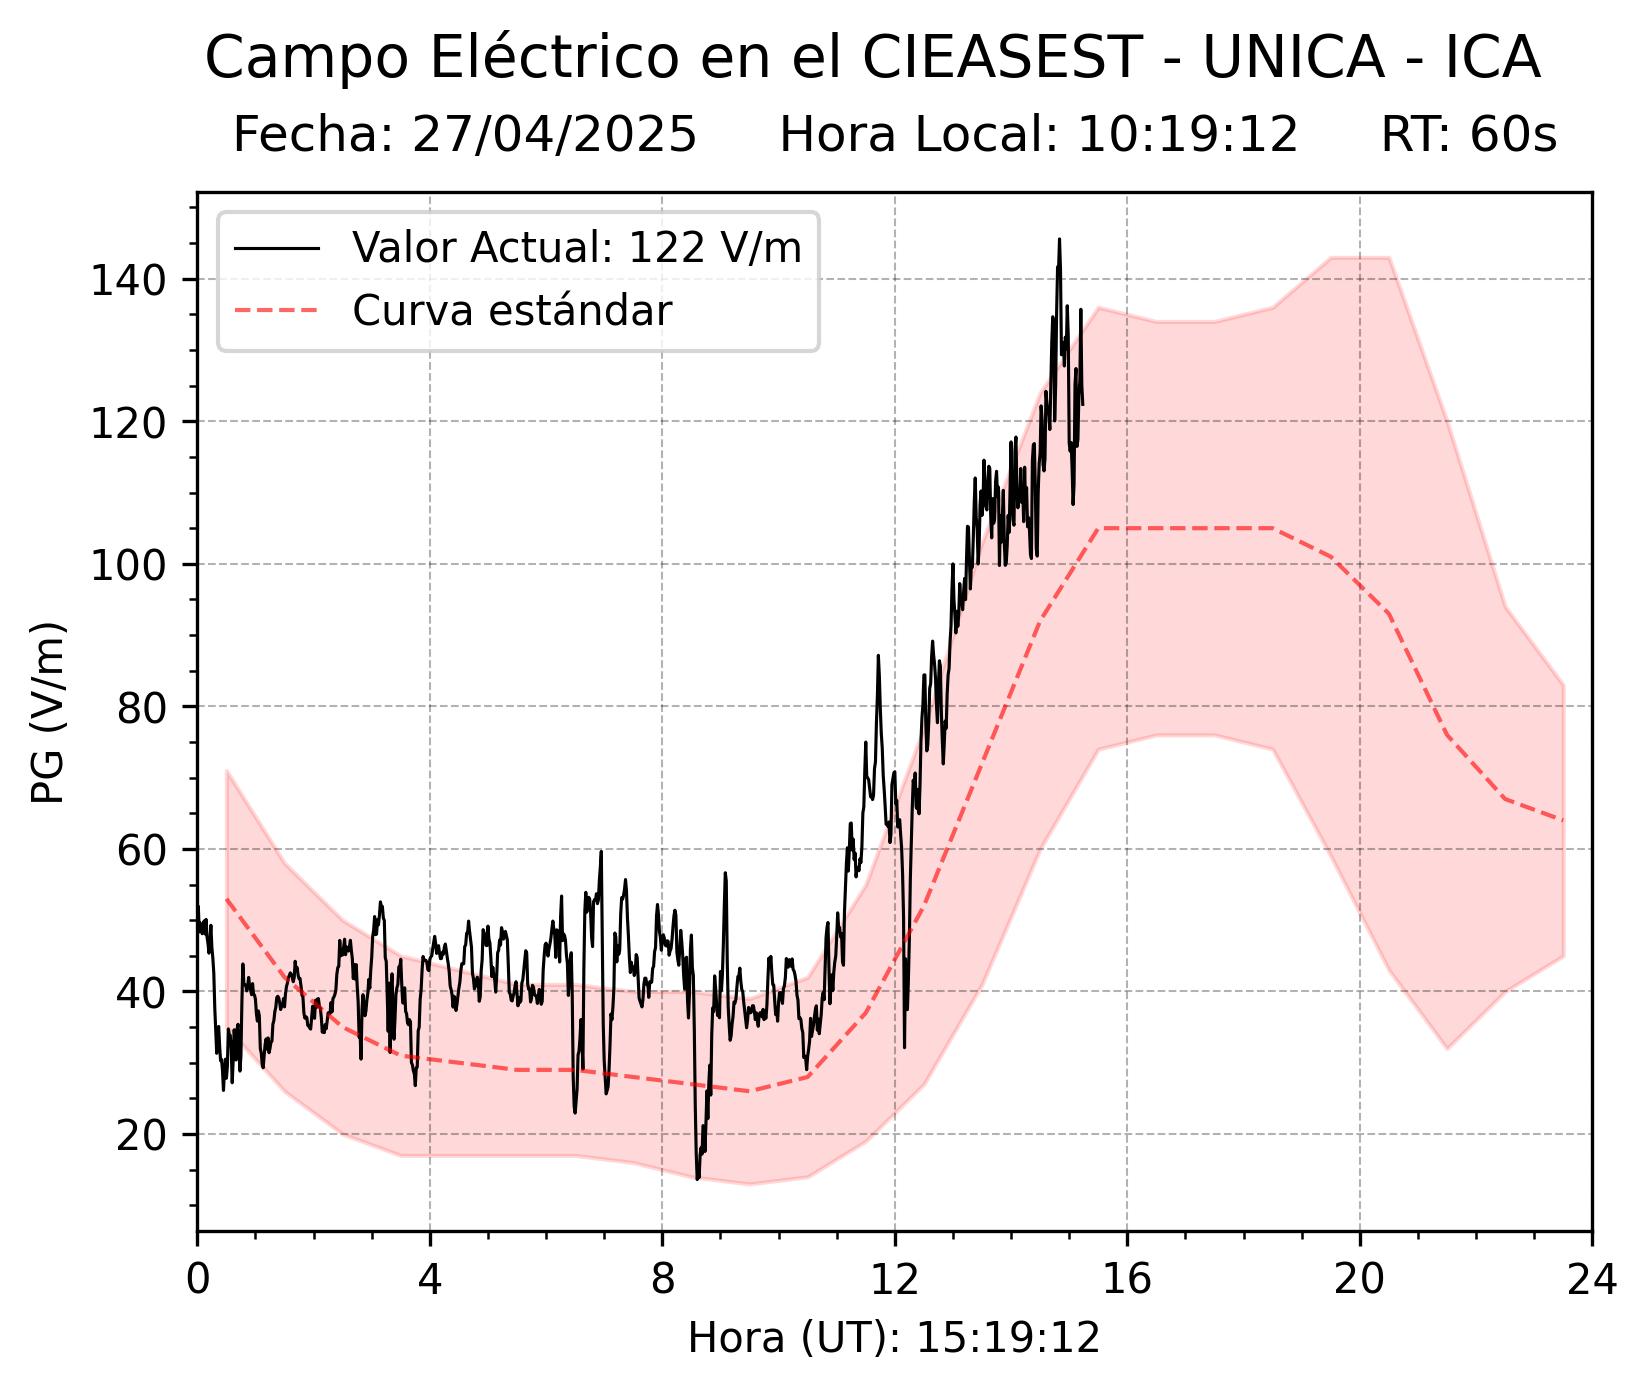 Campo Eléctrico en el CIEASEST - UNICA - ICA
Fecha: 27/04/2025 Hora Local: 10:19:12 RT: 60s
Valor Actual: 122 V/m
Curva estándar
140
120
100
80
60
40
20
PG (V/m)
0 4 8 12 16 20 24
Hora (UT): 15:19:12